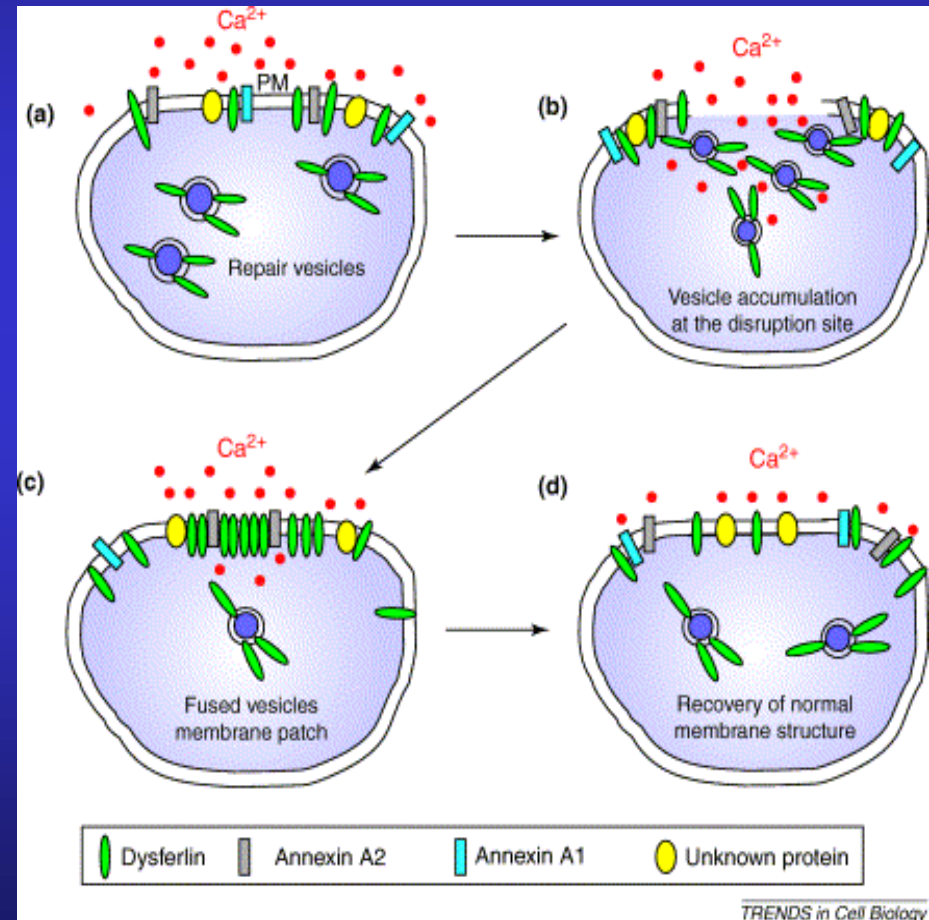 Ca²⁺
PM
(a)
Repair vesicles
Ca²⁺
(b)
Vesicle accumulation
at the disruption site
Ca²⁺
(c)
Fused vesicles
membrane patch
Ca²⁺
(d)
Recovery of normal
membrane structure
Dysferlin Annexin A2 Annexin A1 Unknown protein
TRENDS in Cell Biology